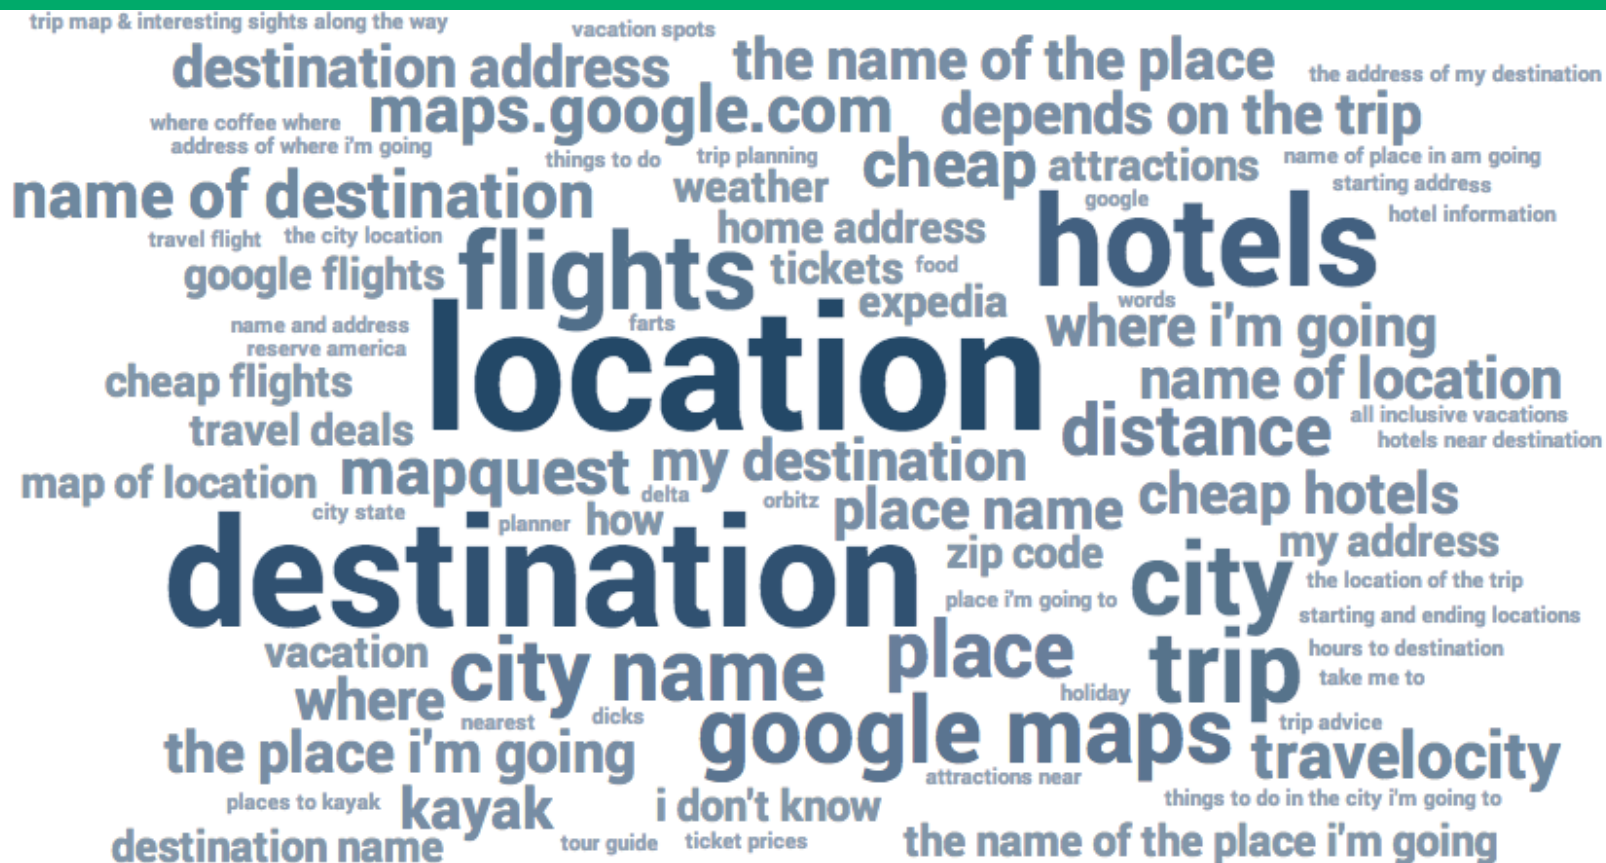 trip map & interesting sights along the way
vacation spots
destination address
the name of the place
the address of my destination
maps.google.com
depends on the trip
where coffee where
address of where i'm going
things to do
trip planning
cheap
attractions
name of place in am going
name of destination
weather
google
starting address
hotels
hotel information
travel flight
the city location
flights
home address
google flights
tickets
food
expedia
words
name and address
farts
where i'm going
reserve america
location
cheap flights
name of location
travel deals
distance
all inclusive vacations
hotels near destination
map of location
mapquest
my destination
delta
orbitz
place name
cheap hotels
city state
planner
how
destination
zip code
city
my address
place i'm going to
the location of the trip
starting and ending locations
vacation
city name
place
trip
hours to destination
take me to
where
holiday
nearest
dicks
google maps
trip advice
the place i'm going
travelocity
attractions near
places to kayak
kayak
i don't know
things to do in the city i'm going to
destination name
tour guide
ticket prices
the name of the place i'm going